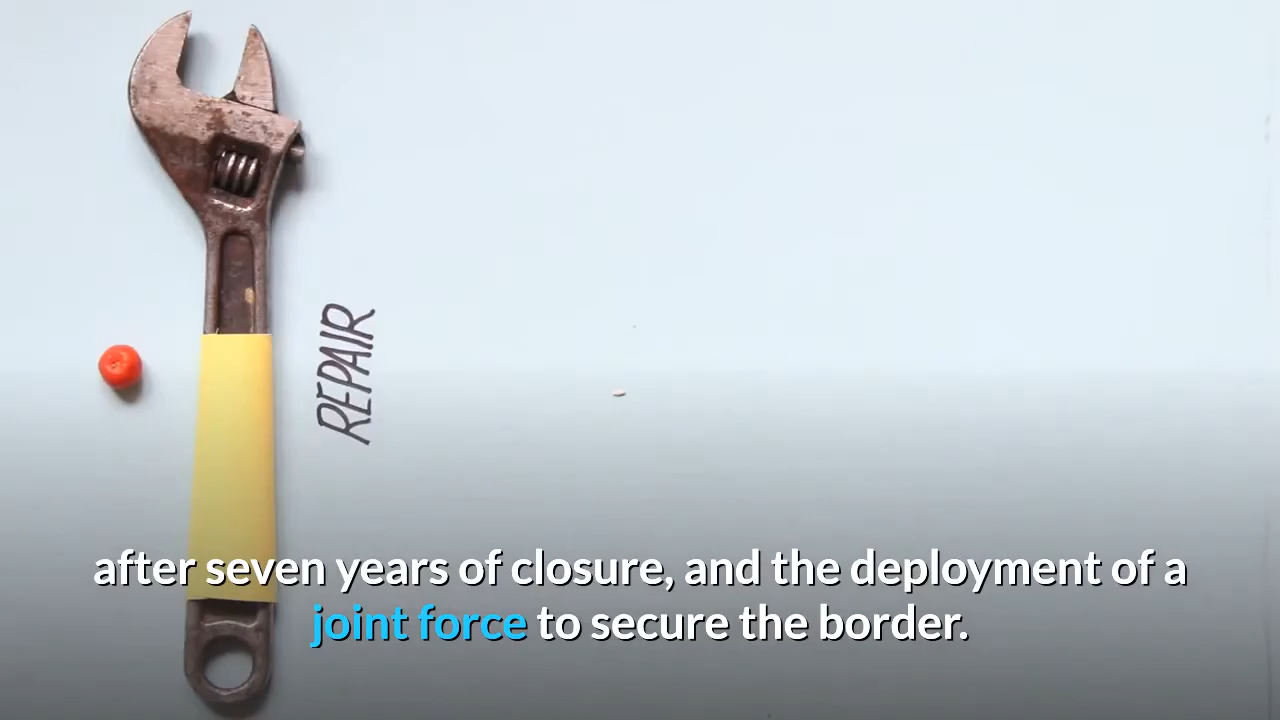 REPAIR
after seven years of closure, and the deployment of a
joint force to secure the border.